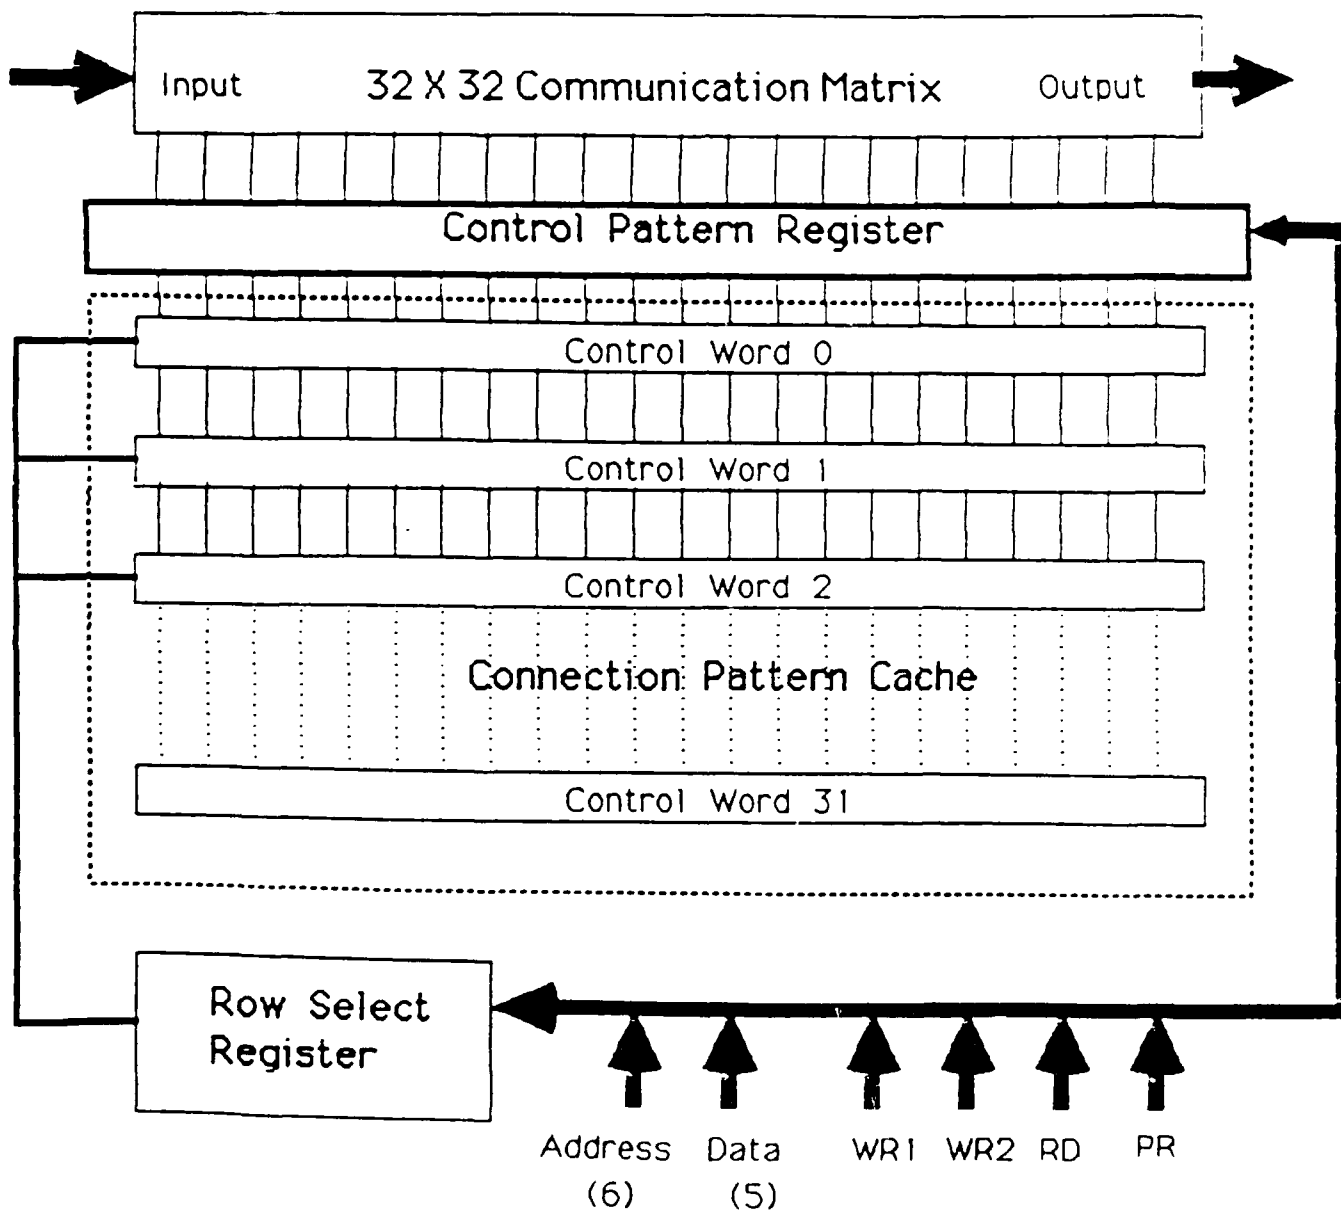 Input 32 X 32 Communication Matrix Output
Control Pattern Register
Control Word 0
Control Word 1
Control Word 2
Connection Pattern Cache
Control Word 31
Row Select
Register
Address Data WR1 WR2 RD PR
(6) (5)